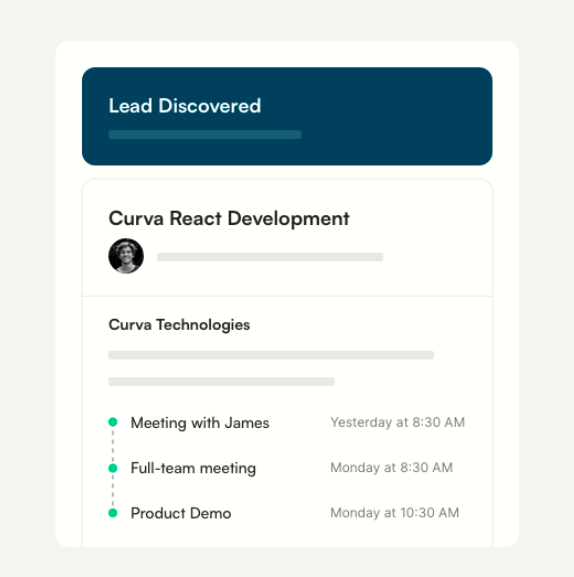 Lead Discovered
Curva React Development
Curva Technologies
Meeting with James Yesterday at 8:30 AM
Full-team meeting Monday at 8:30 AM
Product Demo Monday at 10:30 AM